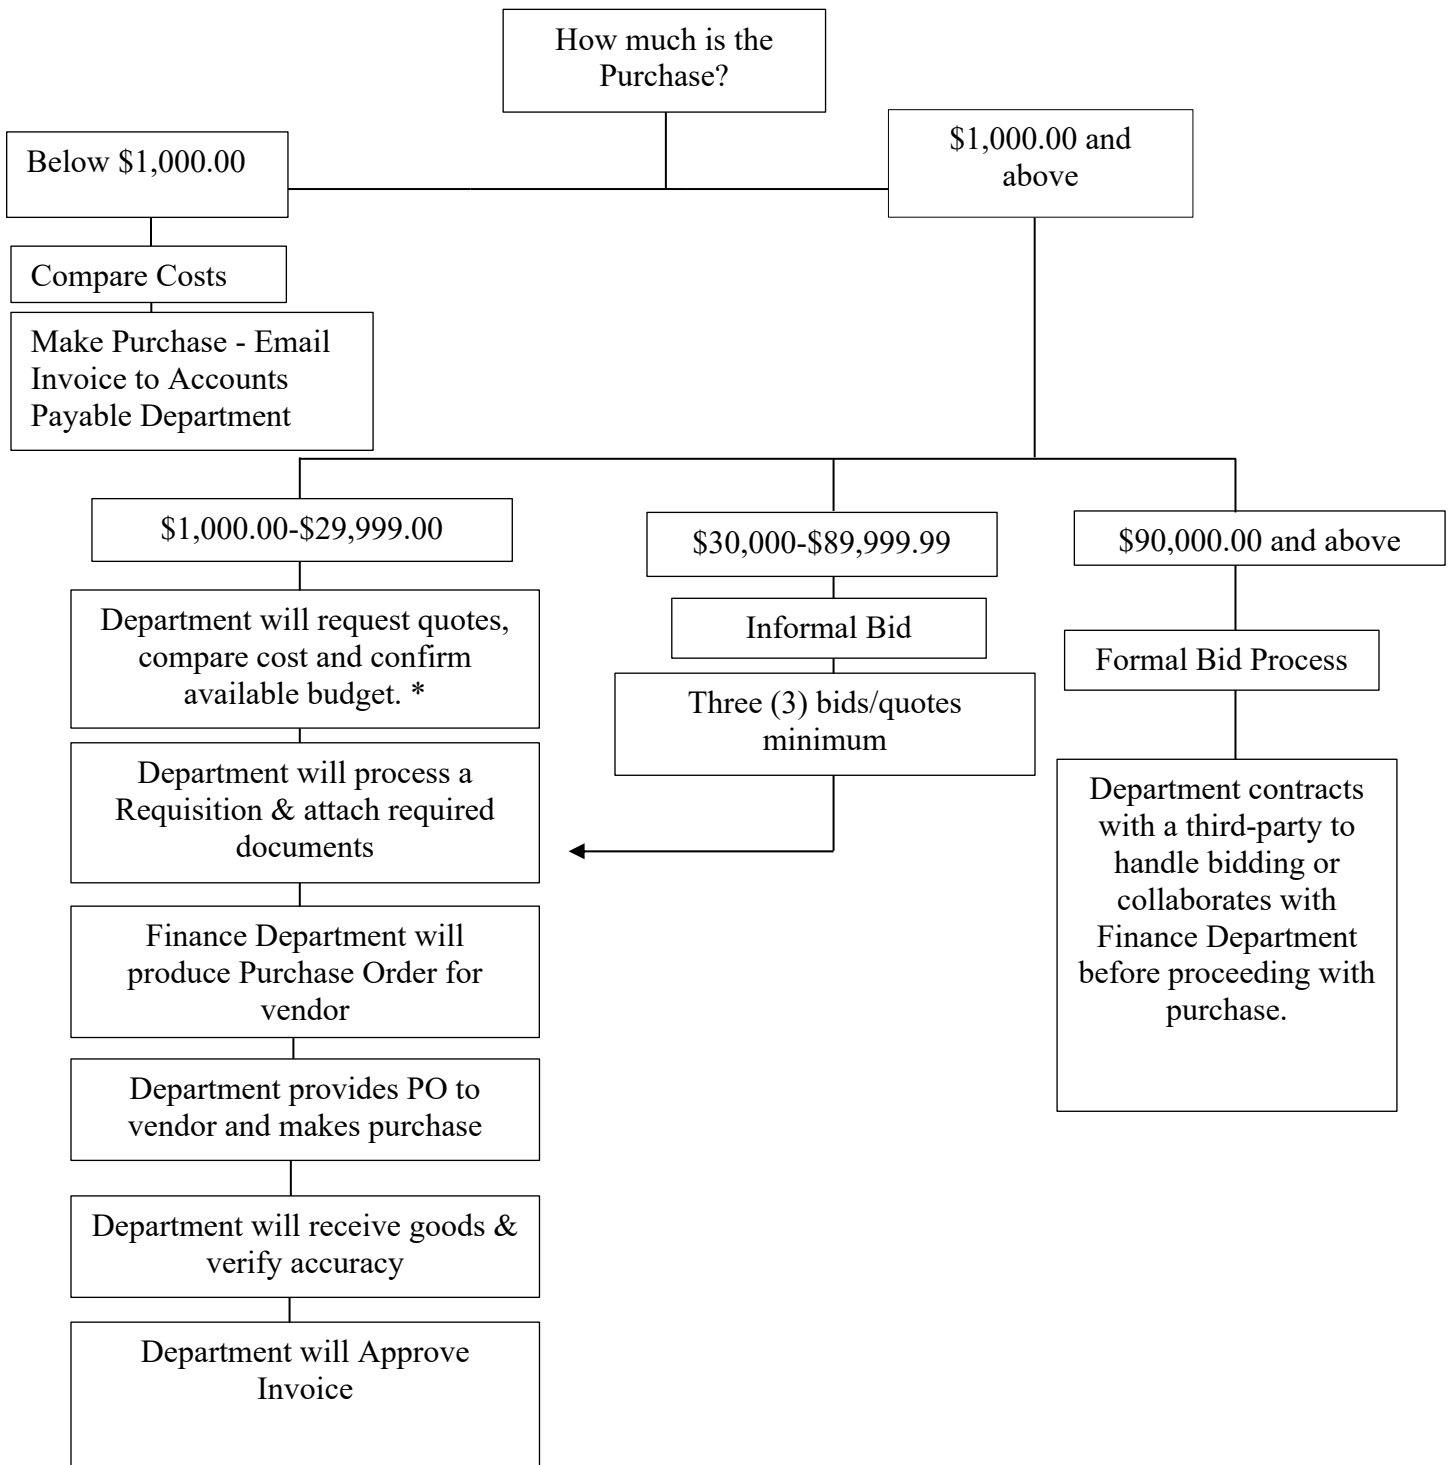 How much is the
Purchase?
Below $1,000.00
$1,000.00 and
above
Compare Costs
Make Purchase - Email
Invoice to Accounts
Payable Department
$1,000.00-$29,999.00
$30,000-$89,999.99
$90,000.00 and above
Department will request quotes,
compare cost and confirm
available budget. *
Informal Bid
Formal Bid Process
Three (3) bids/quotes
minimum
Department will process a
Requisition & attach required
documents
Department contracts
with a third-party to
handle bidding or
collaborates with
Finance Department
before proceeding with
purchase.
Finance Department will
produce Purchase Order for
vendor
Department provides PO to
vendor and makes purchase
Department will receive goods &
verify accuracy
Department will Approve
Invoice